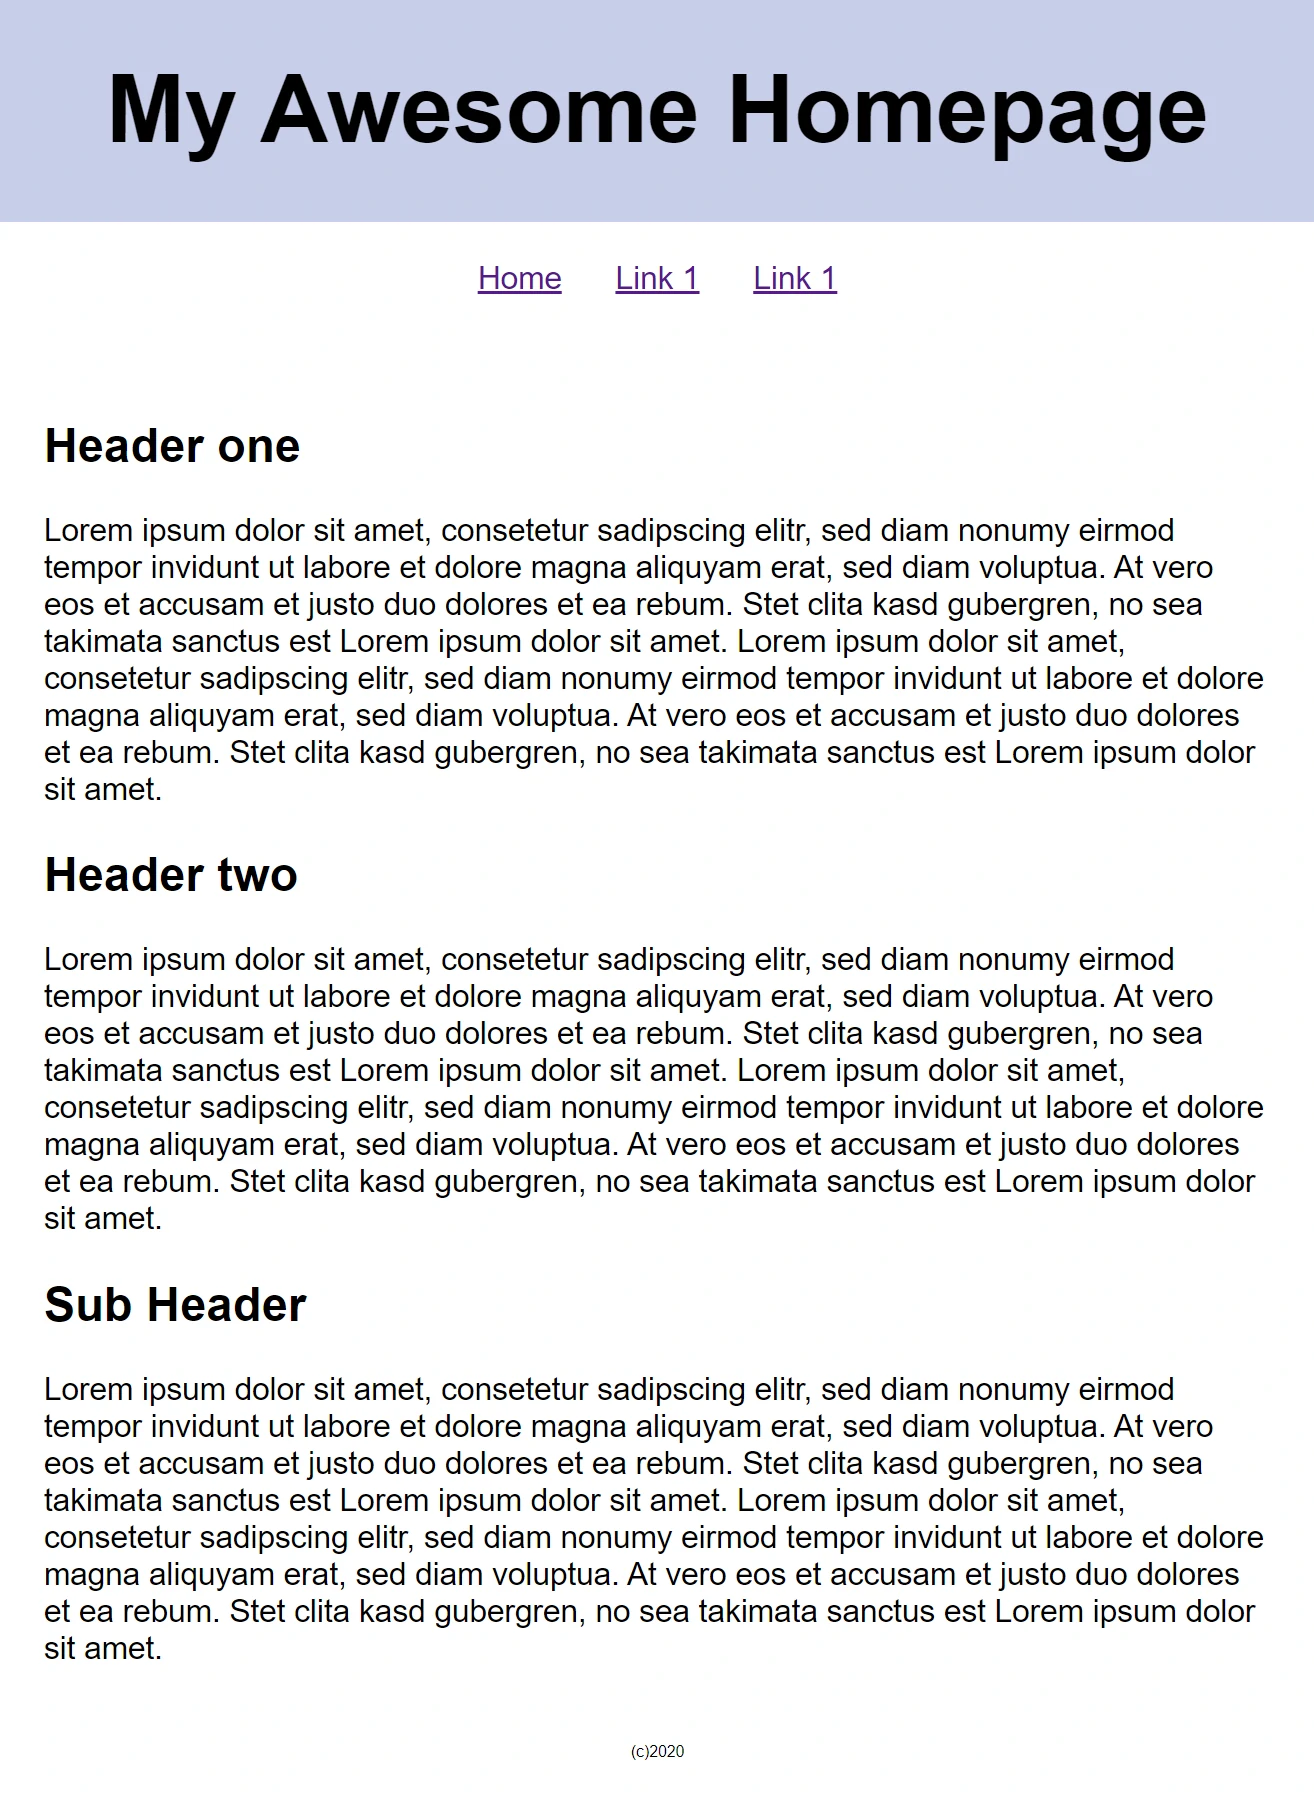 My Awesome Homepage
Home Link 1 Link 1
Header one
Lorem ipsum dolor sit amet, consetetur sadipscing elitr, sed diam nonumy eirmod
tempor invidunt ut labore et dolore magna aliquyam erat, sed diam voluptua. At vero
eos et accusam et justo duo dolores et ea rebum. Stet clita kasd gubergren, no sea
takimata sanctus est Lorem ipsum dolor sit amet. Lorem ipsum dolor sit amet,
consetetur sadipscing elitr, sed diam nonumy eirmod tempor invidunt ut labore et dolore
magna aliquyam erat, sed diam voluptua. At vero eos et accusam et justo duo dolores
et ea rebum. Stet clita kasd gubergren, no sea takimata sanctus est Lorem ipsum dolor
sit amet.
Header two
Lorem ipsum dolor sit amet, consetetur sadipscing elitr, sed diam nonumy eirmod
tempor invidunt ut labore et dolore magna aliquyam erat, sed diam voluptua. At vero
eos et accusam et justo duo dolores et ea rebum. Stet clita kasd gubergren, no sea
takimata sanctus est Lorem ipsum dolor sit amet. Lorem ipsum dolor sit amet,
consetetur sadipscing elitr, sed diam nonumy eirmod tempor invidunt ut labore et dolore
magna aliquyam erat, sed diam voluptua. At vero eos et accusam et justo duo dolores
et ea rebum. Stet clita kasd gubergren, no sea takimata sanctus est Lorem ipsum dolor
sit amet.
Sub Header
Lorem ipsum dolor sit amet, consetetur sadipscing elitr, sed diam nonumy eirmod
tempor invidunt ut labore et dolore magna aliquyam erat, sed diam voluptua. At vero
eos et accusam et justo duo dolores et ea rebum. Stet clita kasd gubergren, no sea
takimata sanctus est Lorem ipsum dolor sit amet. Lorem ipsum dolor sit amet,
consetetur sadipscing elitr, sed diam nonumy eirmod tempor invidunt ut labore et dolore
magna aliquyam erat, sed diam voluptua. At vero eos et accusam et justo duo dolores
et ea rebum. Stet clita kasd gubergren, no sea takimata sanctus est Lorem ipsum dolor
sit amet.
(c)2020